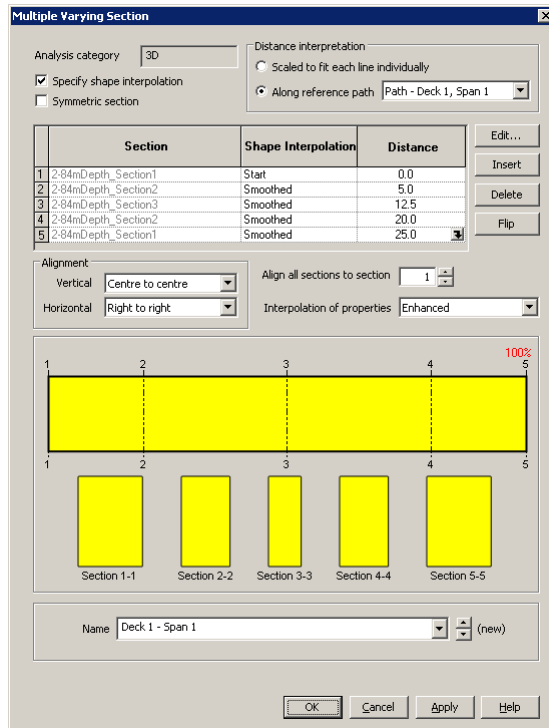 Multiple Varying Section
Analysis category 3D
Distance interpretation
Scaled to fit each line individually
Along reference path Path - Deck 1, Span 1
Specify shape interpolation
Symmetric section
Section Shape Interpolation Distance
1 2-84mDepth_Section1 Start 0.0
2 2-84mDepth_Section2 Smoothed 5.0
3 2-84mDepth_Section3 Smoothed 12.5
4 2-84mDepth_Section2 Smoothed 20.0
5 2-84mDepth_Section1 Smoothed 25.0
Edit...
Insert
Delete
Flip
Alignment
Vertical Centre to centre
Horizontal Right to right
Align all sections to section 1
Interpolation of properties Enhanced
100%
1 2 3 4 5
1 2 3 4 5
Section 1-1 Section 2-2 Section 3-3 Section 4-4 Section 5-5
Name Deck 1 - Span 1 (new)
OK Cancel Apply Help